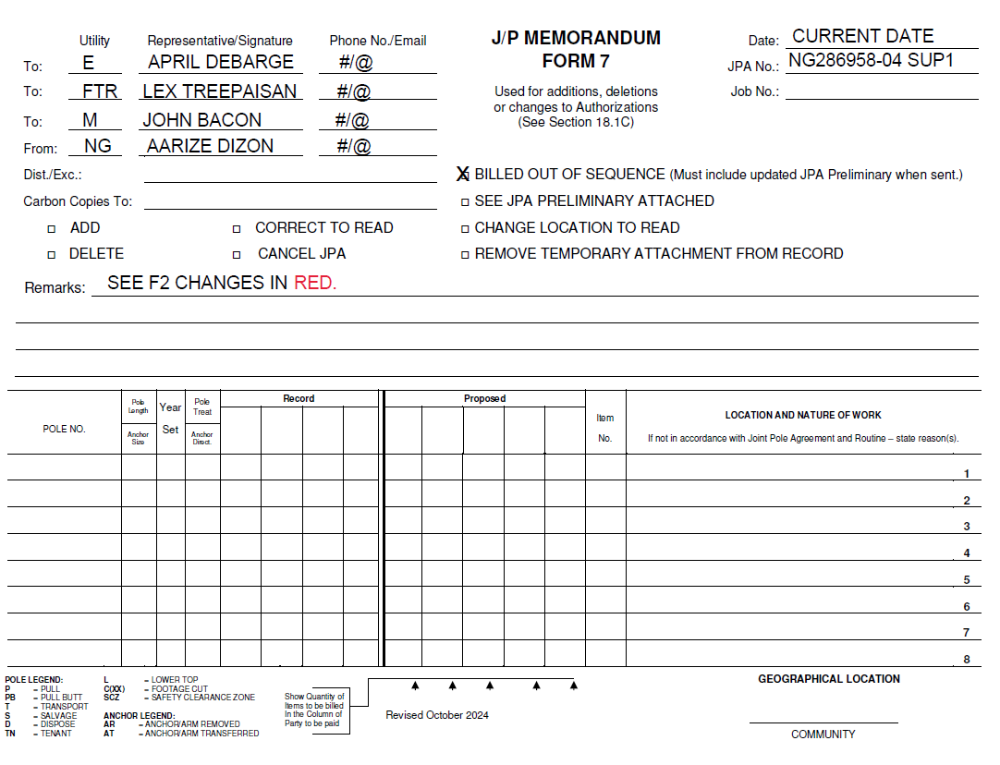 Utility Representative/Signature Phone No./Email
To: E APRIL DEBARGE #/@
To: FTR LEX TREEPAISAN #/@
To: M JOHN BACON #/@
From: NG AARIZE DIZON #/@
Dist./Exc.:
Carbon Copies To:
J/P MEMORANDUM
FORM 7
Used for additions, deletions
or changes to Authorizations
(See Section 18.1C)
Date: CURRENT DATE
JPA No.: NG286958-04 SUP1
Job No.:
X BILLED OUT OF SEQUENCE (Must include updated JPA Preliminary when sent.)
SEE JPA PRELIMINARY ATTACHED
ADD CORRECT TO READ CHANGE LOCATION TO READ
DELETE CANCEL JPA REMOVE TEMPORARY ATTACHMENT FROM RECORD
Remarks: SEE F2 CHANGES IN RED.
POLE NO.
Pole
Length
Anchor
Size
Year
Set
Pole
Treat
Anchor
Direct.
Record
Proposed
Item
No.
LOCATION AND NATURE OF WORK
If not in accordance with Joint Pole Agreement and Routine – state reason(s).
1
2
3
4
5
6
7
8
POLE LEGEND:
P = PULL
PB = PULL BUTT
T = TRANSPORT
S = SALVAGE
D = DISPOSE
TN = TENANT
L = LOWER TOP
C(XX) = FOOTAGE CUT
SCZ = SAFETY CLEARANCE ZONE
ANCHOR LEGEND:
AR = ANCHOR/ARM REMOVED
AT = ANCHOR/ARM TRANSFERRED
Show Quantity of
Items to be billed
In the Column of
Party to be paid
Revised October 2024
GEOGRAPHICAL LOCATION
COMMUNITY